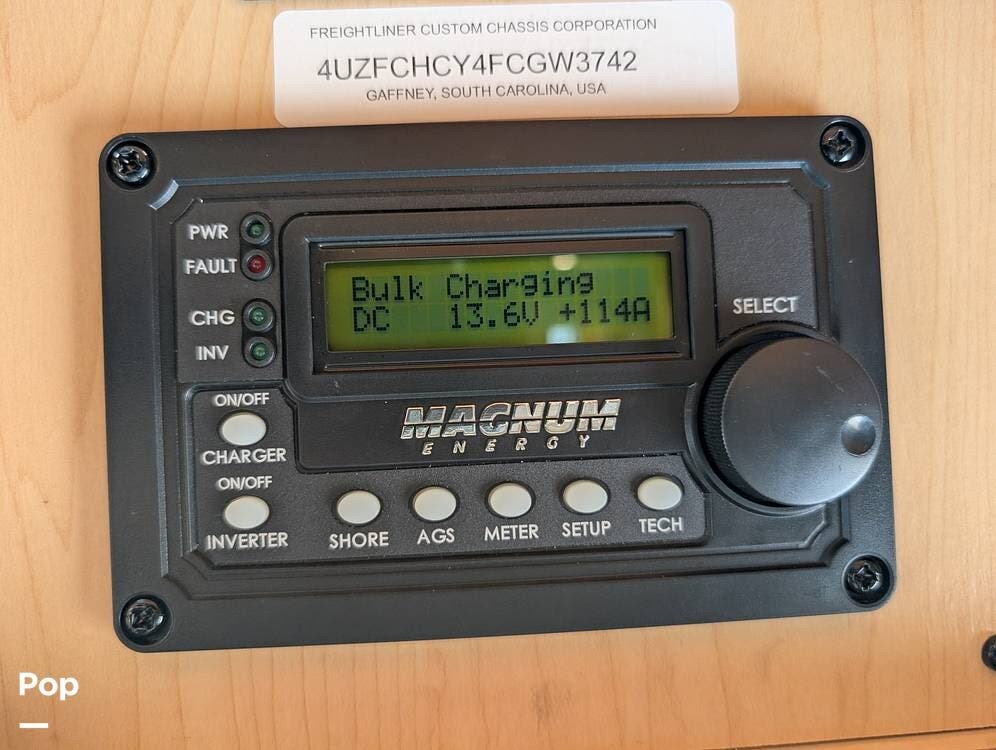 FREIGHTLINER CUSTOM CHASSIS CORPORATION
4UZFCHCY4FCGW3742
GAFFNEY, SOUTH CAROLINA, USA
PWR
FAULT
CHG
INV
Bulk Charging
DC 13.6V +114A
SELECT
ON/OFF
CHARGER
ON/OFF
INVERTER
MAGNUM
ENERGY
SHORE AGS METER SETUP TECH
Pop